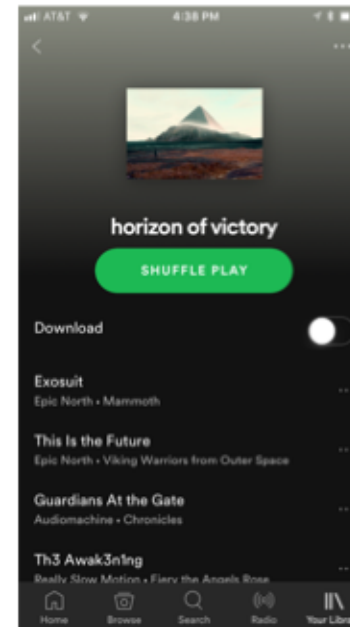 AT&T 4:38 PM
horizon of victory
SHUFFLE PLAY
Download
Exosuit
Epic North • Mammoth
This Is the Future
Epic North • Viking Warriors from Outer Space
Guardians At the Gate
Audiomachine • Chronicles
Th3 Awak3n1ng
Really Slow Motion • Fiery the Angels Rose
Home Browse Search Radio Your Libra